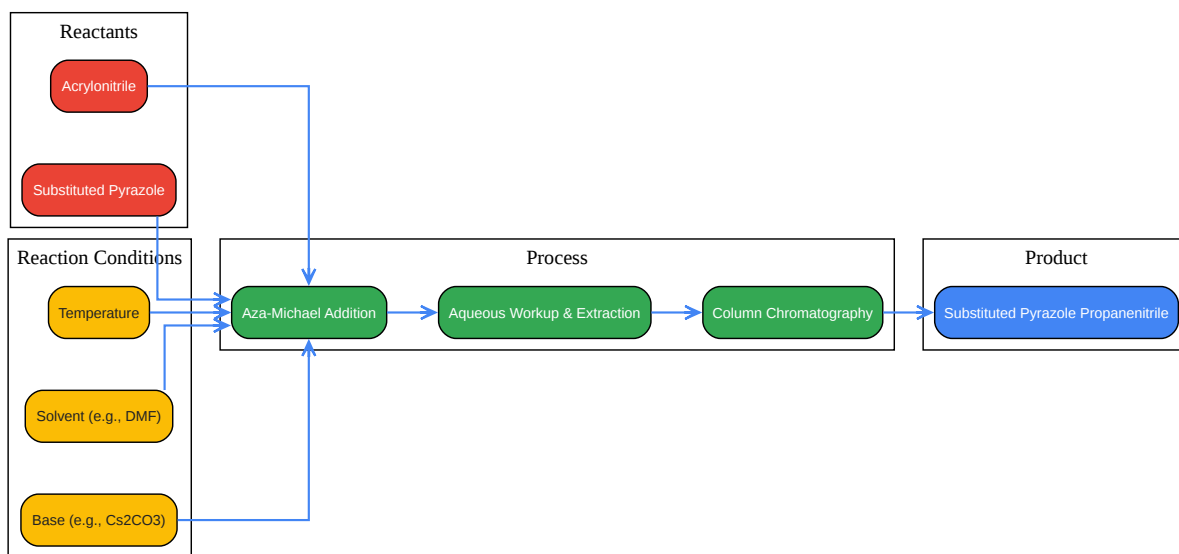 Reactants
Acrylonitrile
Substituted Pyrazole
Reaction Conditions
Temperature
Solvent (e.g., DMF)
Base (e.g., Cs2CO3)
Process
Aza-Michael Addition
Aqueous Workup & Extraction
Column Chromatography
Product
Substituted Pyrazole Propanenitrile